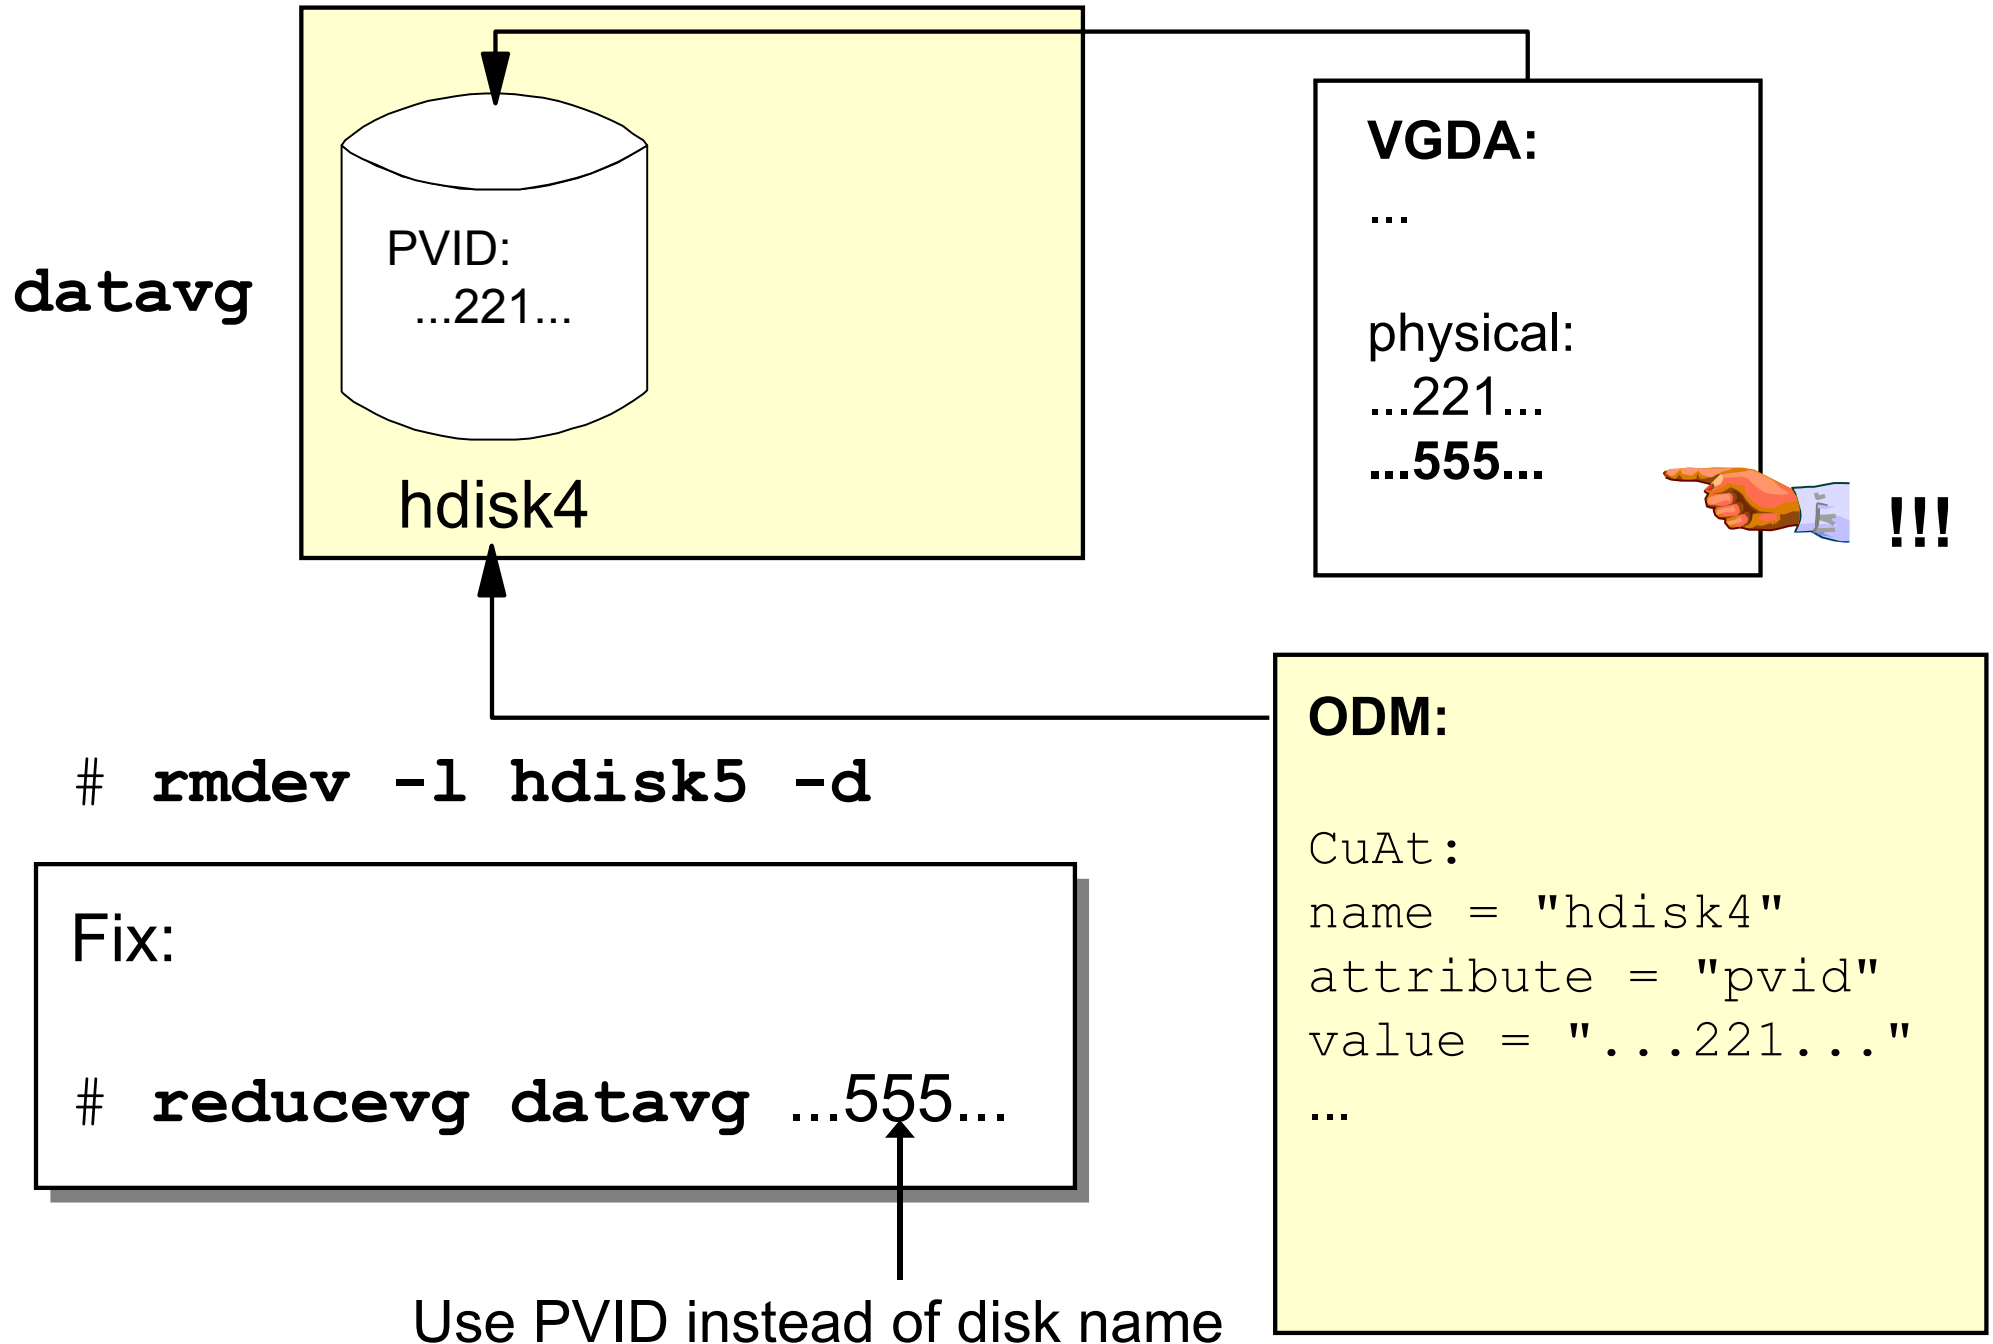 datavg
PVID:
...221...
hdisk4
VGDA:
...
physical:
...221...
...555...
!!!
# rmdev -l hdisk5 -d
Fix:
# reducevg datavg ...555...
Use PVID instead of disk name
ODM:
CuAt:
name = "hdisk4"
attribute = "pvid"
value = "...221..."
...